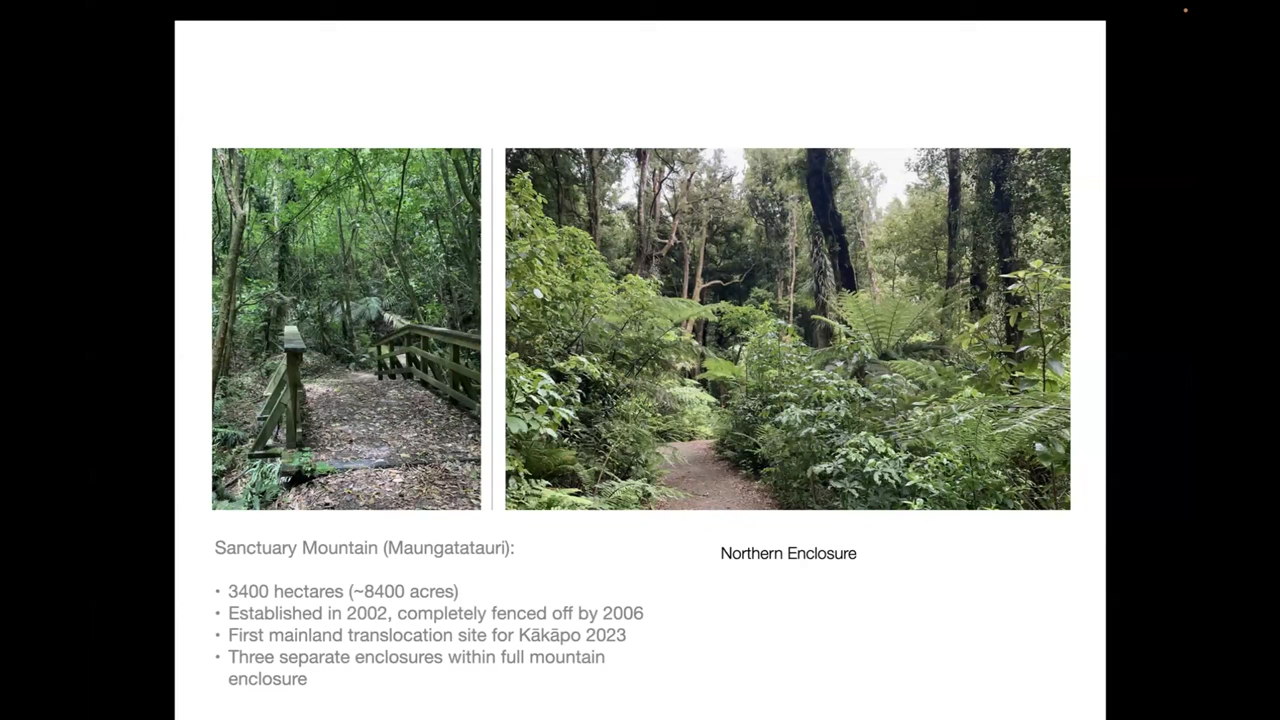 Sanctuary Mountain (Maungatatauri):
Northern Enclosure
• 3400 hectares (~8400 acres)
• Established in 2002, completely fenced off by 2006
• First mainland translocation site for Kākāpo 2023
• Three separate enclosures within full mountain
enclosure